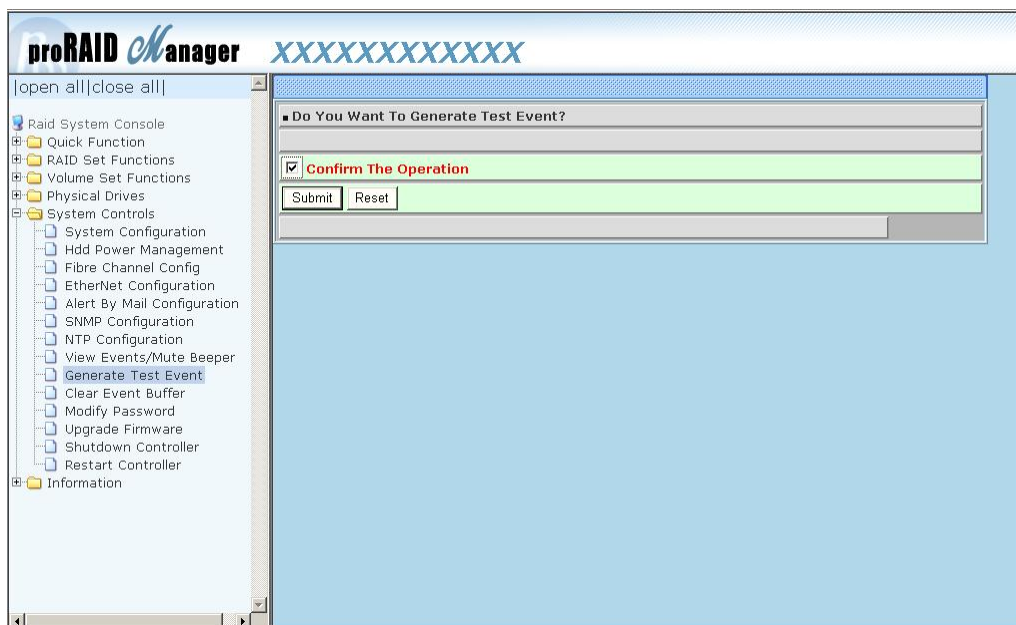 proRAID Manager XXXXXXXXXXXX
|open all|close all|
Raid System Console
Quick Function
RAID Set Functions
Volume Set Functions
Physical Drives
System Controls
System Configuration
Hdd Power Management
Fibre Channel Config
EtherNet Configuration
Alert By Mail Configuration
SNMP Configuration
NTP Configuration
View Events/Mute Beeper
Generate Test Event
Clear Event Buffer
Modify Password
Upgrade Firmware
Shutdown Controller
Restart Controller
Information
Do You Want To Generate Test Event?
Confirm The Operation
Submit Reset